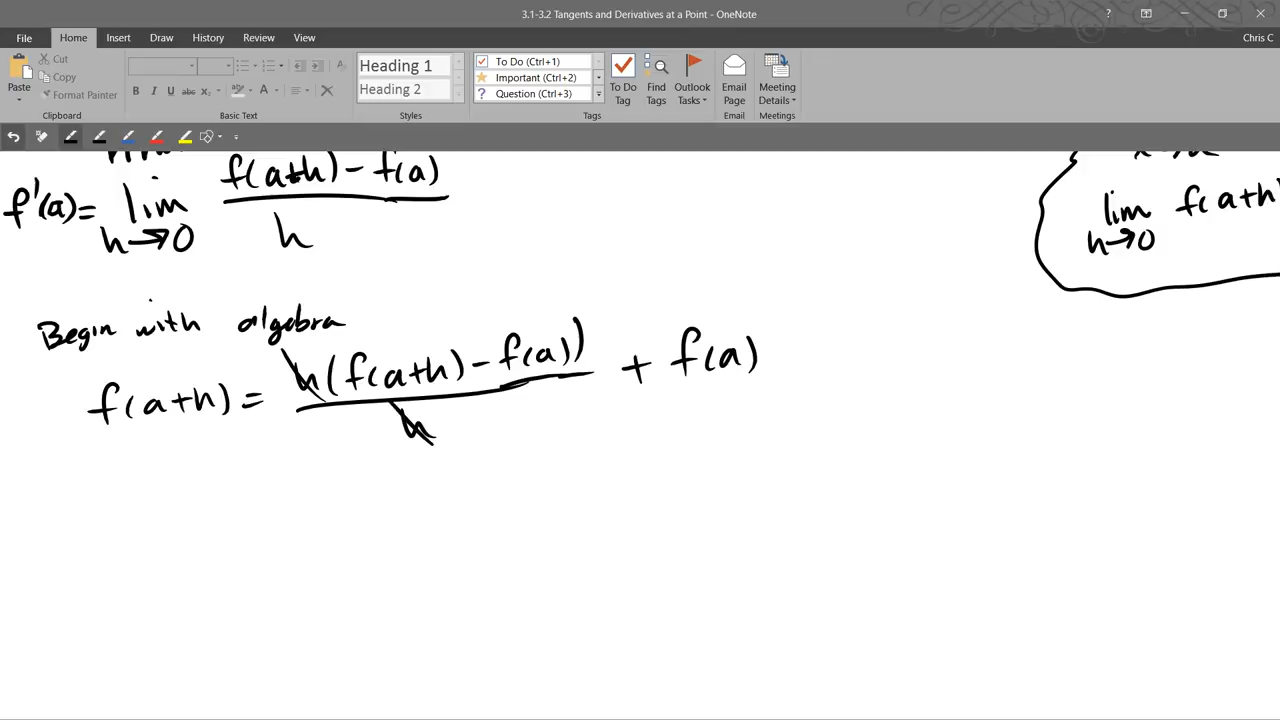 3.1-3.2 Tangents and Derivatives at a Point - OneNote
File Home Insert Draw History Review View
Chris C
Paste
Cut
Copy
Format Painter
Clipboard
B I U abc x₂ A
Basic Text
Heading 1
Heading 2
Styles
To Do (Ctrl+1)
Important (Ctrl+2)
Question (Ctrl+3)
To Do Tag
Find Tags
Outlook Tasks
Tags
Email Page
Email
Meeting Details
Meetings
f'(a)= lim h→0 f(a+h) - f(a) / h
lim h→0 f(a+h)
Begin with algebra
f(a+h) = h(f(a+h) - f(a)) / h + f(a)